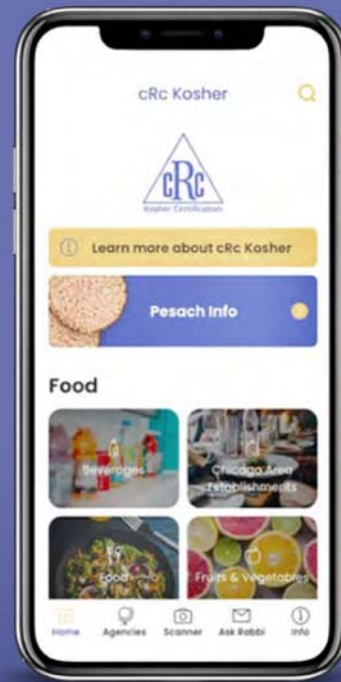 cRc Kosher
cRc
Kosher Certification
Learn more about cRc Kosher
Pesach Info
Food
Beverages
Chicago Area
Establishments
Food
Fruits & Vegetables
Home
Agencies
Scanner
Ask Rabbi
Info